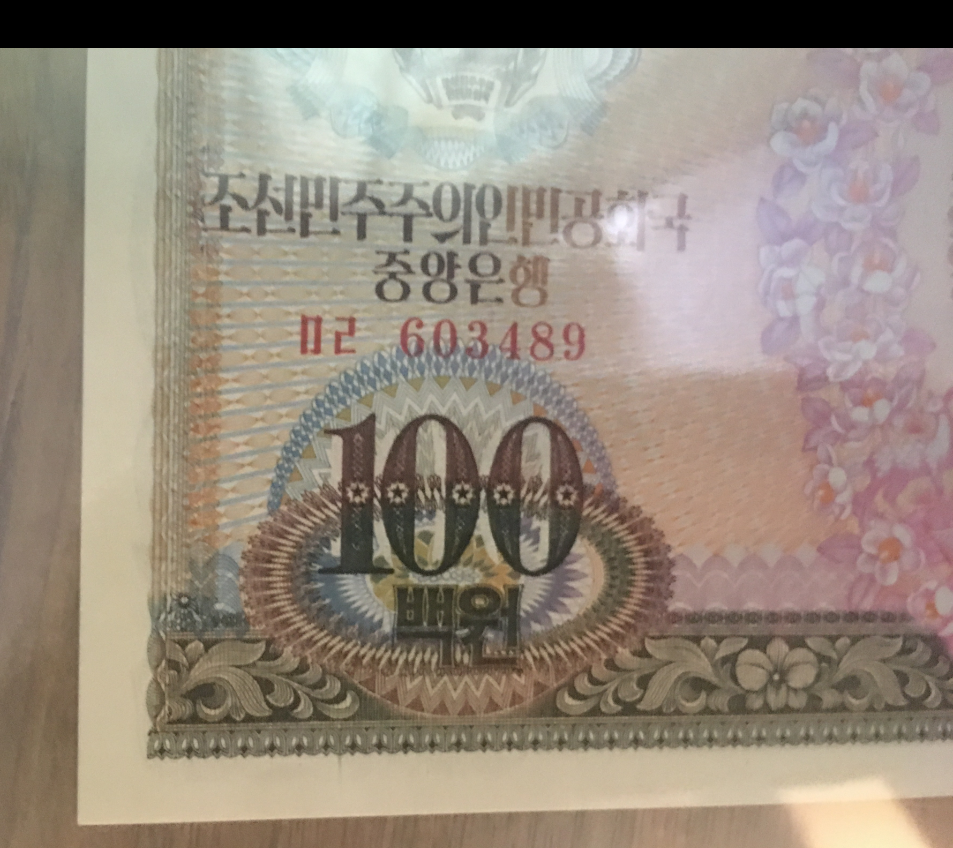 조선민주주의인민공화국
중앙은행
ㅁㄹ 603489
100
백원